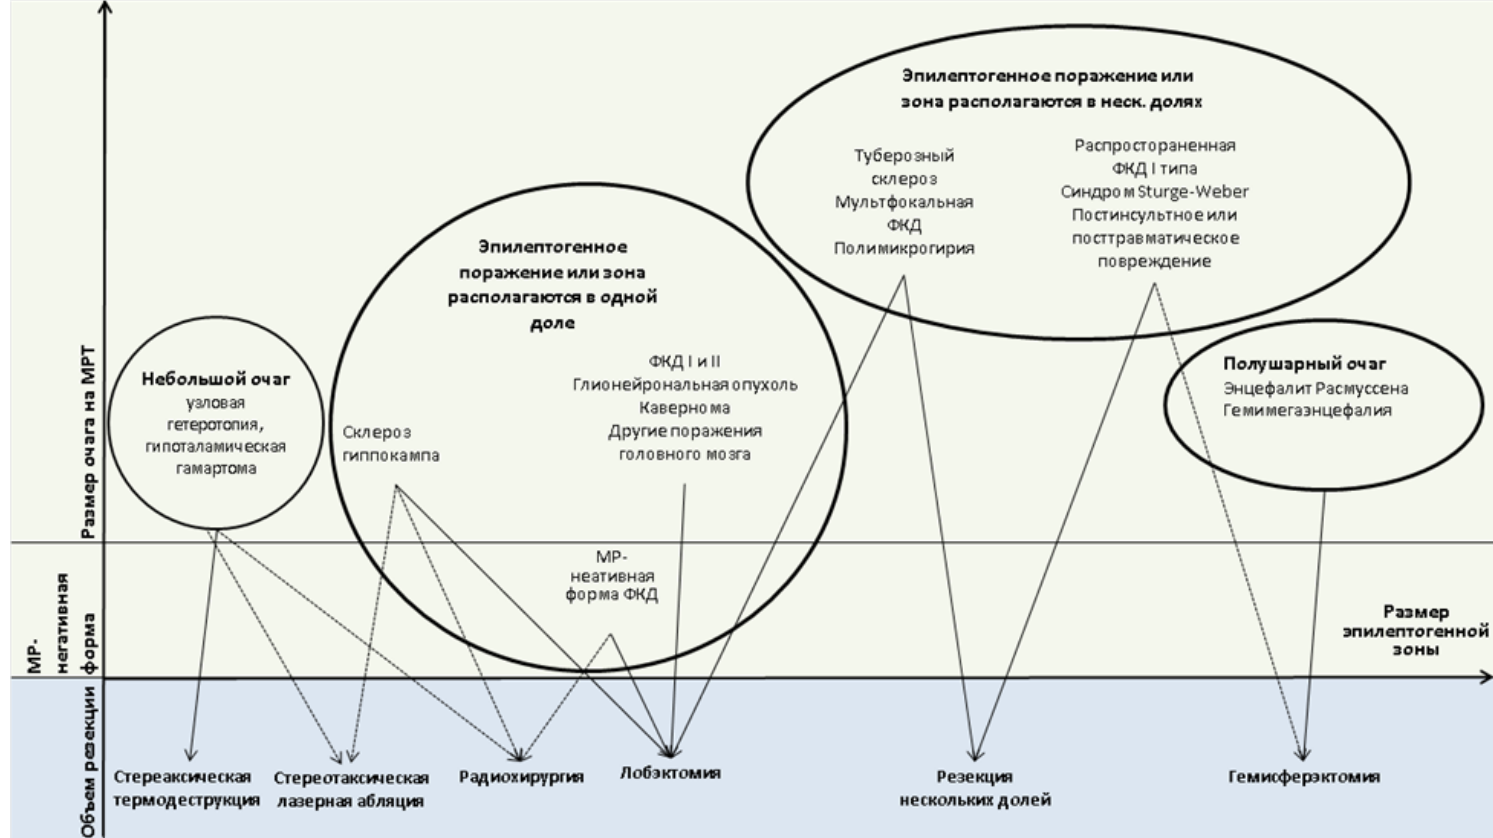 Эпилептогенное поражение или
зона располагаются в неск. долях
Туберозный
склероз
Мультфокальная
ФКД
Полимикрогирия
Распростораненная
ФКД I типа
Синдром Sturge-Weber
Постинсультное или
посттравматическое
повреждение
Эпилептогенное
поражение или зона
располагаются в одной
доле
ФКД I и II
Глионейрональная опухоль
Кавернома
Другие поражения
головного мозга
Склероз
гиппокампа
МР-
неативная
форма ФКД
Небольшой очаг
узловая
гетеротопия,
гипоталамическая
гамартома
Полушарный очаг
Энцефалит Расмуссена
Гемимегаэнцефалия
Размер очага на МРТ
МР-
негативная
форма
Объем резекции
Размер
эпилептогенной
зоны
Стереаксическая
термодеструкция
Стереотаксическая
лазерная абляция
Радиохирургия
Лобэктомия
Резекция
нескольких долей
Гемисферэктомия